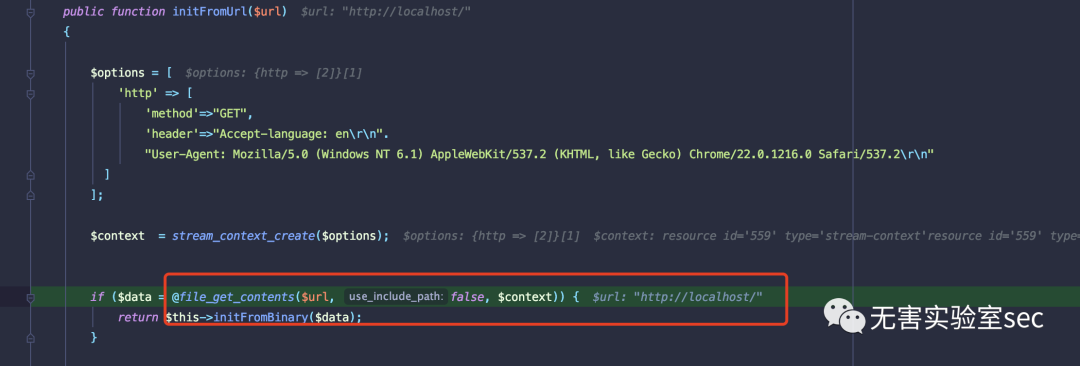 public function initFromUrl($url)  $url: "http://localhost/"
{
$options = [  $options: {http => [2]}[1]
'http' => [
'method'=>"GET",
'header'=>"Accept-language: en\r\n".
"User-Agent: Mozilla/5.0 (Windows NT 6.1) AppleWebKit/537.2 (KHTML, like Gecko) Chrome/22.0.1216.0 Safari/537.2\r\n"
]
];
$context  = stream_context_create($options);  $options: {http => [2]}[1]  $context: resource id='559' type='stream-context'resource id='559' type=
if ($data = @file_get_contents($url, use_include_path: false, $context)) {  $url: "http://localhost/"
return $this->initFromBinary($data);
}
无害实验室sec